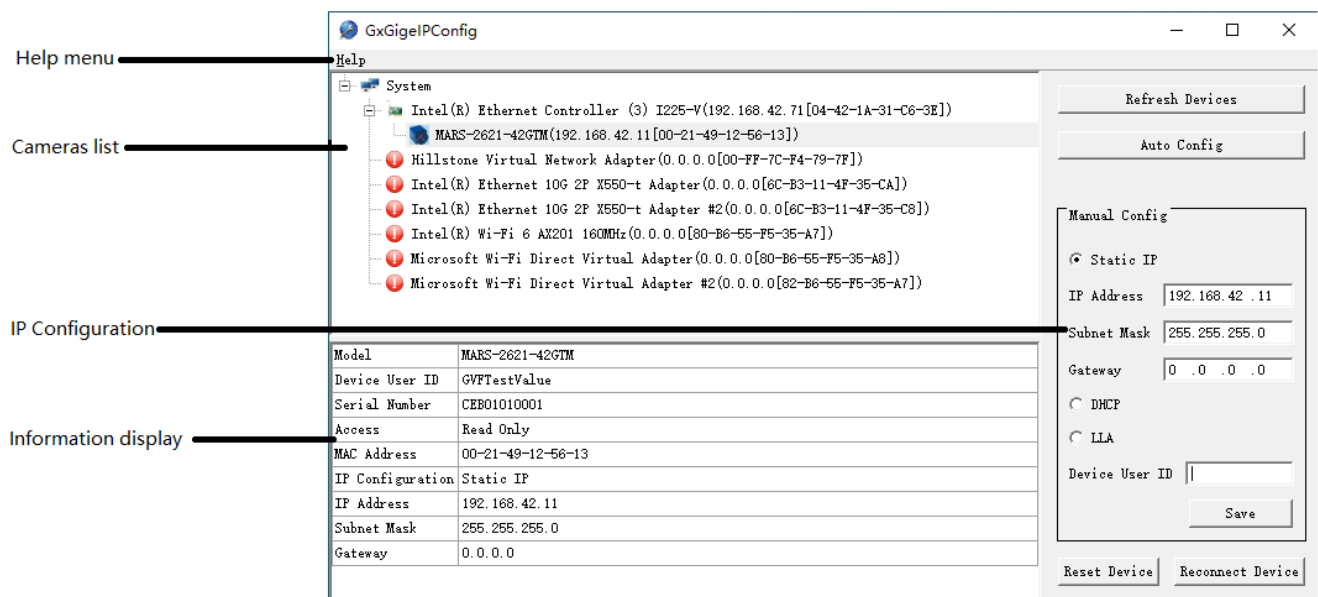 GxGigeIPConfig
Help menu
Help
System
Intel(R) Ethernet Controller (3) I225-V(192.168.42.71[04-42-1A-31-C6-3E])
MARS-2621-42GTM(192.168.42.11[00-21-49-12-56-13])
Cameras list
Hillstone Virtual Network Adapter(0.0.0.0[00-FF-7C-F4-79-7F])
Intel(R) Ethernet 10G 2P X550-t Adapter(0.0.0.0[6C-B3-11-4F-35-CA])
Intel(R) Ethernet 10G 2P X550-t Adapter #2(0.0.0.0[6C-B3-11-4F-35-C8])
Intel(R) Wi-Fi 6 AX201 160MHz(0.0.0.0[80-B6-55-F5-35-A7])
Microsoft Wi-Fi Direct Virtual Adapter(0.0.0.0[80-B6-55-F5-35-A8])
Microsoft Wi-Fi Direct Virtual Adapter #2(0.0.0.0[82-B6-55-F5-35-A7])
Refresh Devices
Auto Config
Manual Config
Static IP
IP Address 192.168.42 .11
IP Configuration
Subnet Mask 255.255.255.0
Gateway 0 .0 .0 .0
DHCP
LLA
Device User ID
Save
Reset Device Reconnect Device
Information display
Model MARS-2621-42GTM
Device User ID GVFTestValue
Serial Number CEB01010001
Access Read Only
MAC Address 00-21-49-12-56-13
IP Configuration Static IP
IP Address 192.168.42.11
Subnet Mask 255.255.255.0
Gateway 0.0.0.0